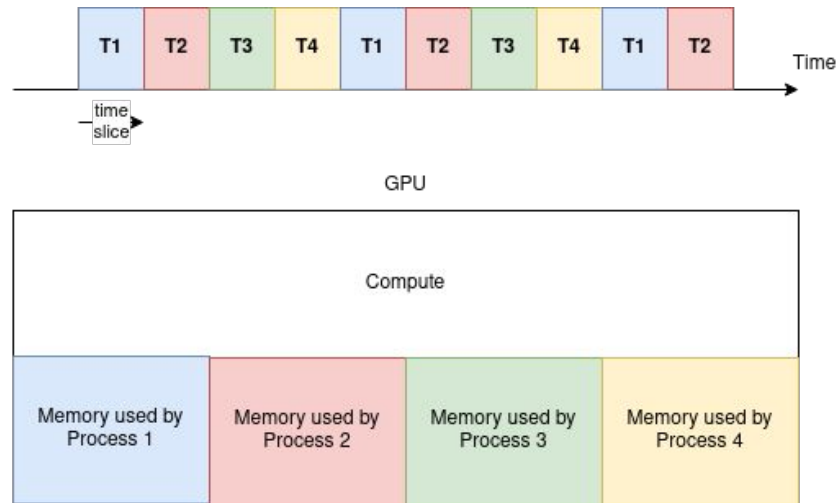 T1 T2 T3 T4 T1 T2 T3 T4 T1 T2
Time
time
slice
GPU
Compute
Memory used by
Process 1
Memory used by
Process 2
Memory used by
Process 3
Memory used by
Process 4